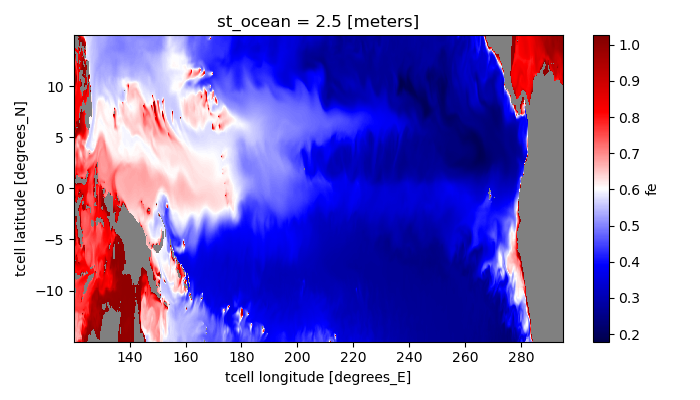 st_ocean = 2.5 [meters]
tcell latitude [degrees_N]
10
5
0
−5
−10
140 160 180 200 220 240 260 280
tcell longitude [degrees_E]
1.0
0.9
0.8
0.7
0.6
0.5
0.4
0.3
0.2
fe